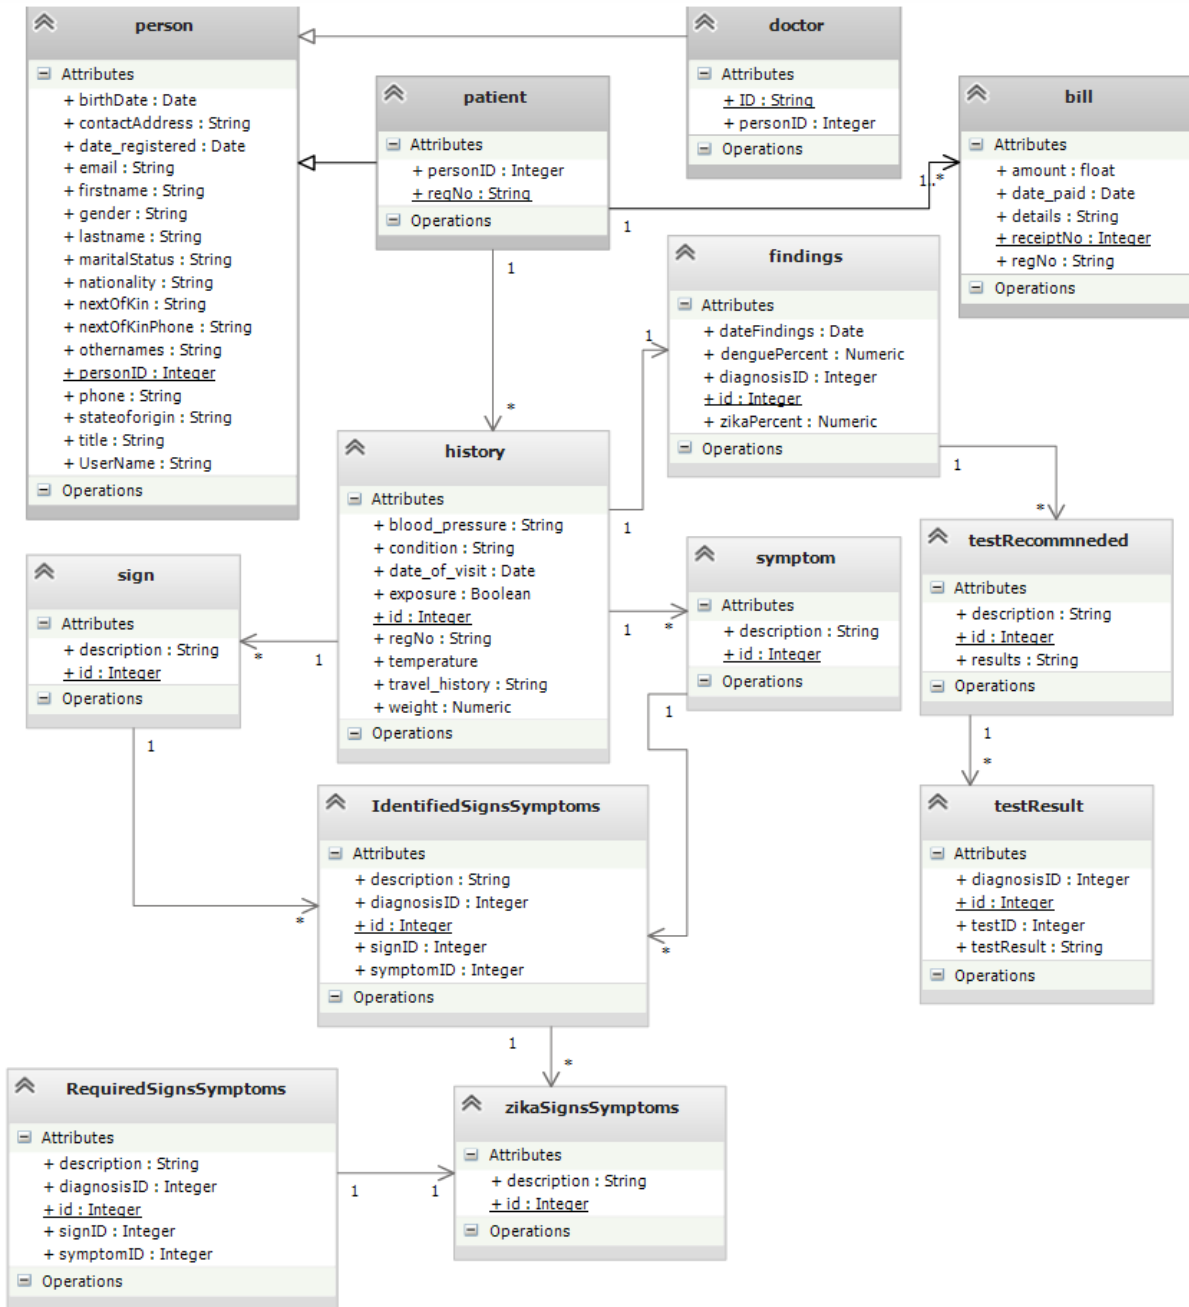 person
Attributes
+ birthDate : Date
+ contactAddress : String
+ date_registered : Date
+ email : String
+ firstname : String
+ gender : String
+ lastname : String
+ maritalStatus : String
+ nationality : String
+ nextOfKin : String
+ nextOfKinPhone : String
+ othernames : String
+ personID : Integer
+ phone : String
+ stateoforigin : String
+ title : String
+ UserName : String
Operations
doctor
Attributes
+ ID : String
+ personID : Integer
Operations
patient
Attributes
+ personID : Integer
+ regNo : String
Operations
1
1..*
bill
Attributes
+ amount : float
+ date_paid : Date
+ details : String
+ receiptNo : Integer
+ regNo : String
Operations
1
*
findings
Attributes
+ dateFindings : Date
+ denguePercent : Numeric
+ diagnosisID : Integer
+ id : Integer
+ zikaPercent : Numeric
Operations
1
1
1
*
history
Attributes
+ blood_pressure : String
+ condition : String
+ date_of_visit : Date
+ exposure : Boolean
+ id : Integer
+ regNo : String
+ temperature
+ travel_history : String
+ weight : Numeric
Operations
sign
Attributes
+ description : String
+ id : Integer
Operations
*
1
1
*
symptom
Attributes
+ description : String
+ id : Integer
Operations
testRecommneded
Attributes
+ description : String
+ id : Integer
+ results : String
Operations
1
*
testResult
Attributes
+ diagnosisID : Integer
+ id : Integer
+ testID : Integer
+ testResult : String
Operations
1
*
1
*
IdentifiedSignsSymptoms
Attributes
+ description : String
+ diagnosisID : Integer
+ id : Integer
+ signID : Integer
+ symptomID : Integer
Operations
1
*
RequiredSignsSymptoms
Attributes
+ description : String
+ diagnosisID : Integer
+ id : Integer
+ signID : Integer
+ symptomID : Integer
Operations
1
1
zikaSignsSymptoms
Attributes
+ description : String
+ id : Integer
Operations